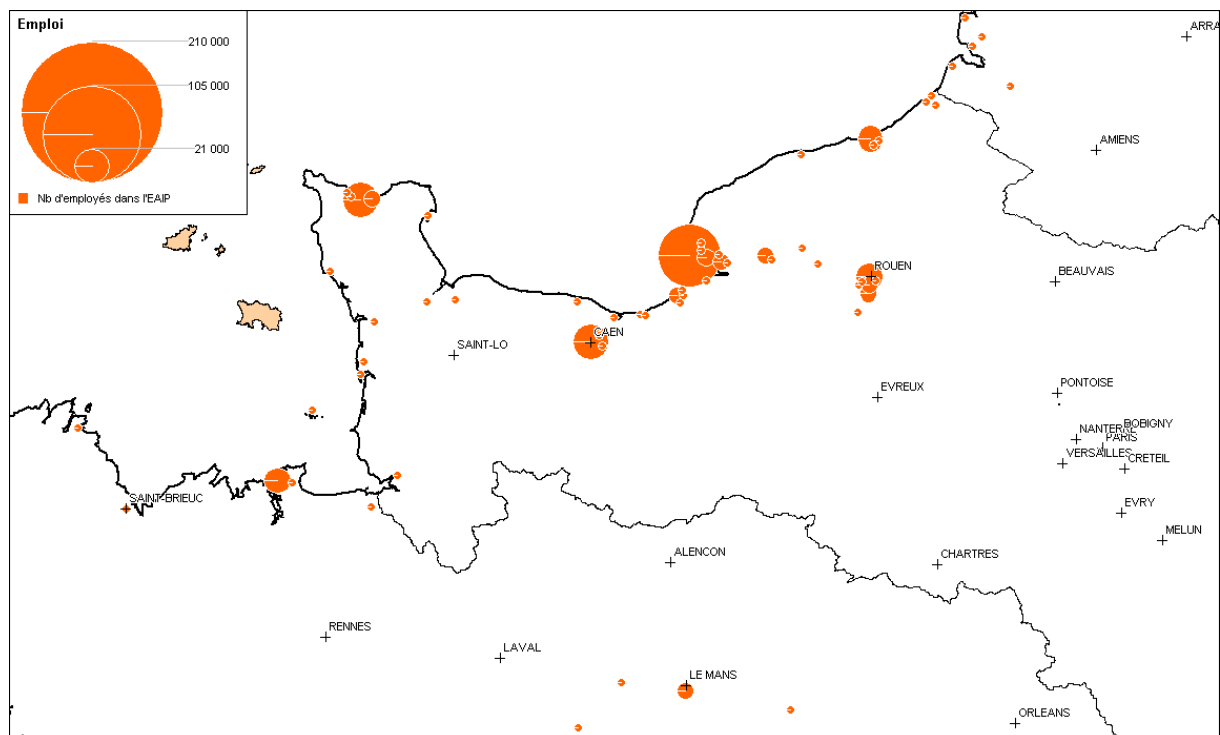 Emploi
210 000
105 000
21 000
Nb d'employés dans l'EAIP
ARRA
AMIENS
ROUEN
BEAUVAIS
CAEN
SAINT-LO
EVREUX
PONTOISE
BOBIGNY
NANTERRE
PARIS
VERSAILLES
CRETEIL
SAINT-BRIEUC
EVRY
MELUN
ALENCON
CHARTRES
RENNES
LAVAL
LE MANS
ORLEANS